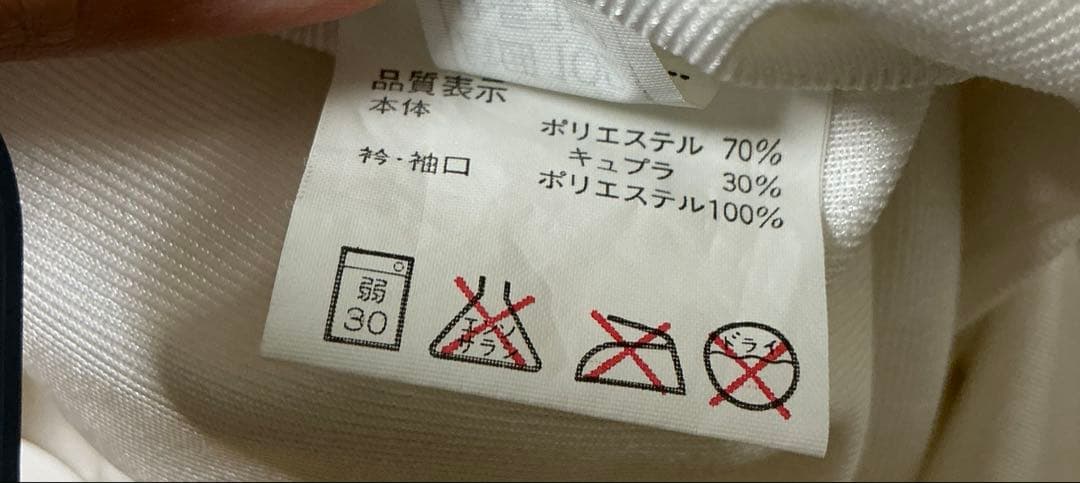 品質表示
本体 ポリエステル 70%
キュプラ 30%
衿・袖口 ポリエステル100%
弱
30
エンソ
サラシ
ドライ